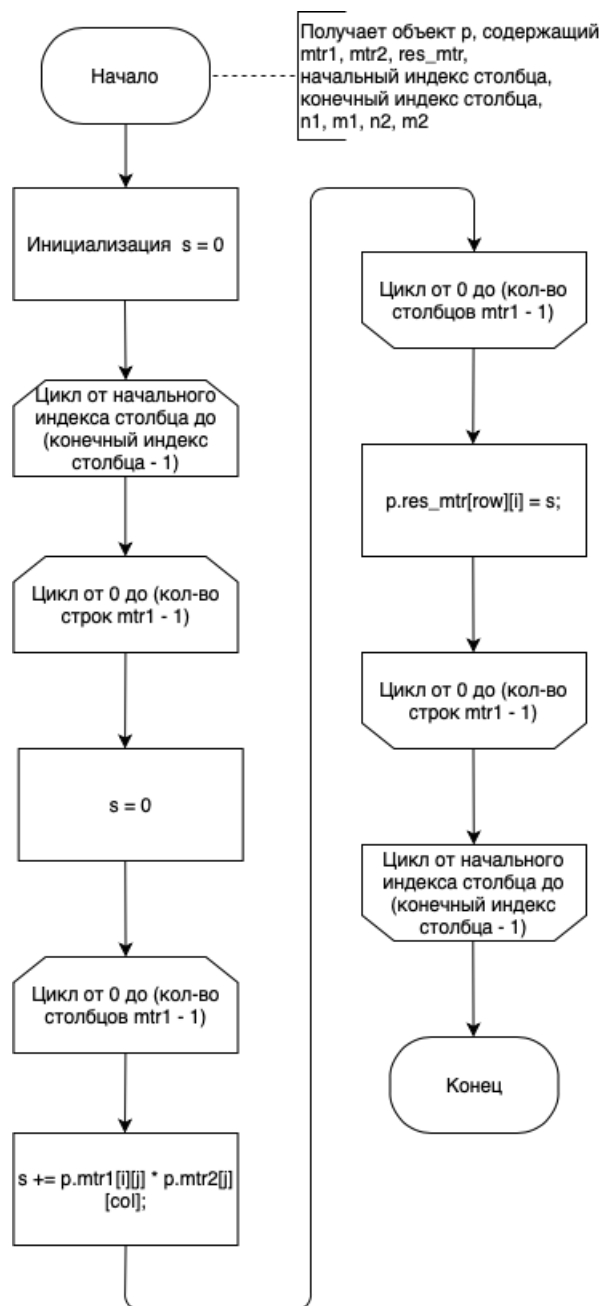 Начало
Получает объект p, содержащий
mtr1, mtr2, res_mtr,
начальный индекс столбца,
конечный индекс столбца,
n1, m1, n2, m2
Инициализация s = 0
Цикл от начального
индекса столбца до
(конечный индекс
столбца - 1)
Цикл от 0 до (кол-во
строк mtr1 - 1)
s = 0
Цикл от 0 до (кол-во
столбцов mtr1 - 1)
s += p.mtr1[i][j] * p.mtr2[j]
[col];
Цикл от 0 до (кол-во
столбцов mtr1 - 1)
p.res_mtr[row][i] = s;
Цикл от 0 до (кол-во
строк mtr1 - 1)
Цикл от начального
индекса столбца до
(конечный индекс
столбца - 1)
Конец